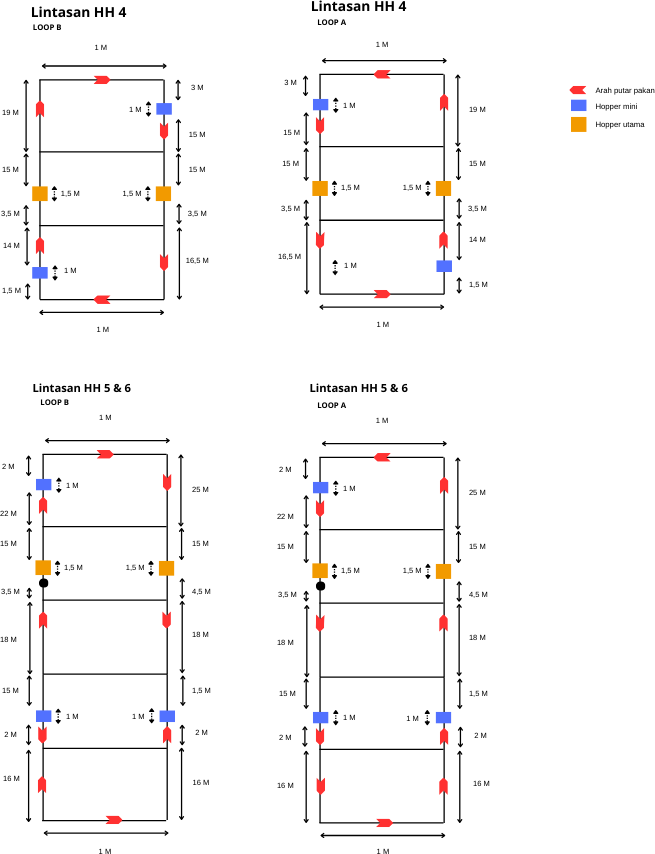 Lintasan HH 4
LOOP B
1 M
3 M
1 M
19 M
15 M
15 M
15 M
1,5 M
1,5 M
3,5 M
3,5 M
14 M
16,5 M
1 M
1,5 M
1 M
Lintasan HH 4
LOOP A
1 M
3 M
1 M
19 M
15 M
15 M
15 M
1,5 M
1,5 M
3,5 M
3,5 M
14 M
16,5 M
1 M
1,5 M
1 M
Arah putar pakan
Hopper mini
Hopper utama
Lintasan HH 5 & 6
LOOP B
1 M
2 M
1 M
25 M
22 M
15 M
15 M
1,5 M
1,5 M
3,5 M
4,5 M
18 M
18 M
15 M
1,5 M
1 M
1 M
2 M
2 M
16 M
16 M
1 M
Lintasan HH 5 & 6
LOOP A
1 M
2 M
1 M
25 M
22 M
15 M
15 M
1,5 M
1,5 M
3,5 M
4,5 M
18 M
18 M
15 M
1,5 M
1 M
1 M
2 M
2 M
16 M
16 M
1 M